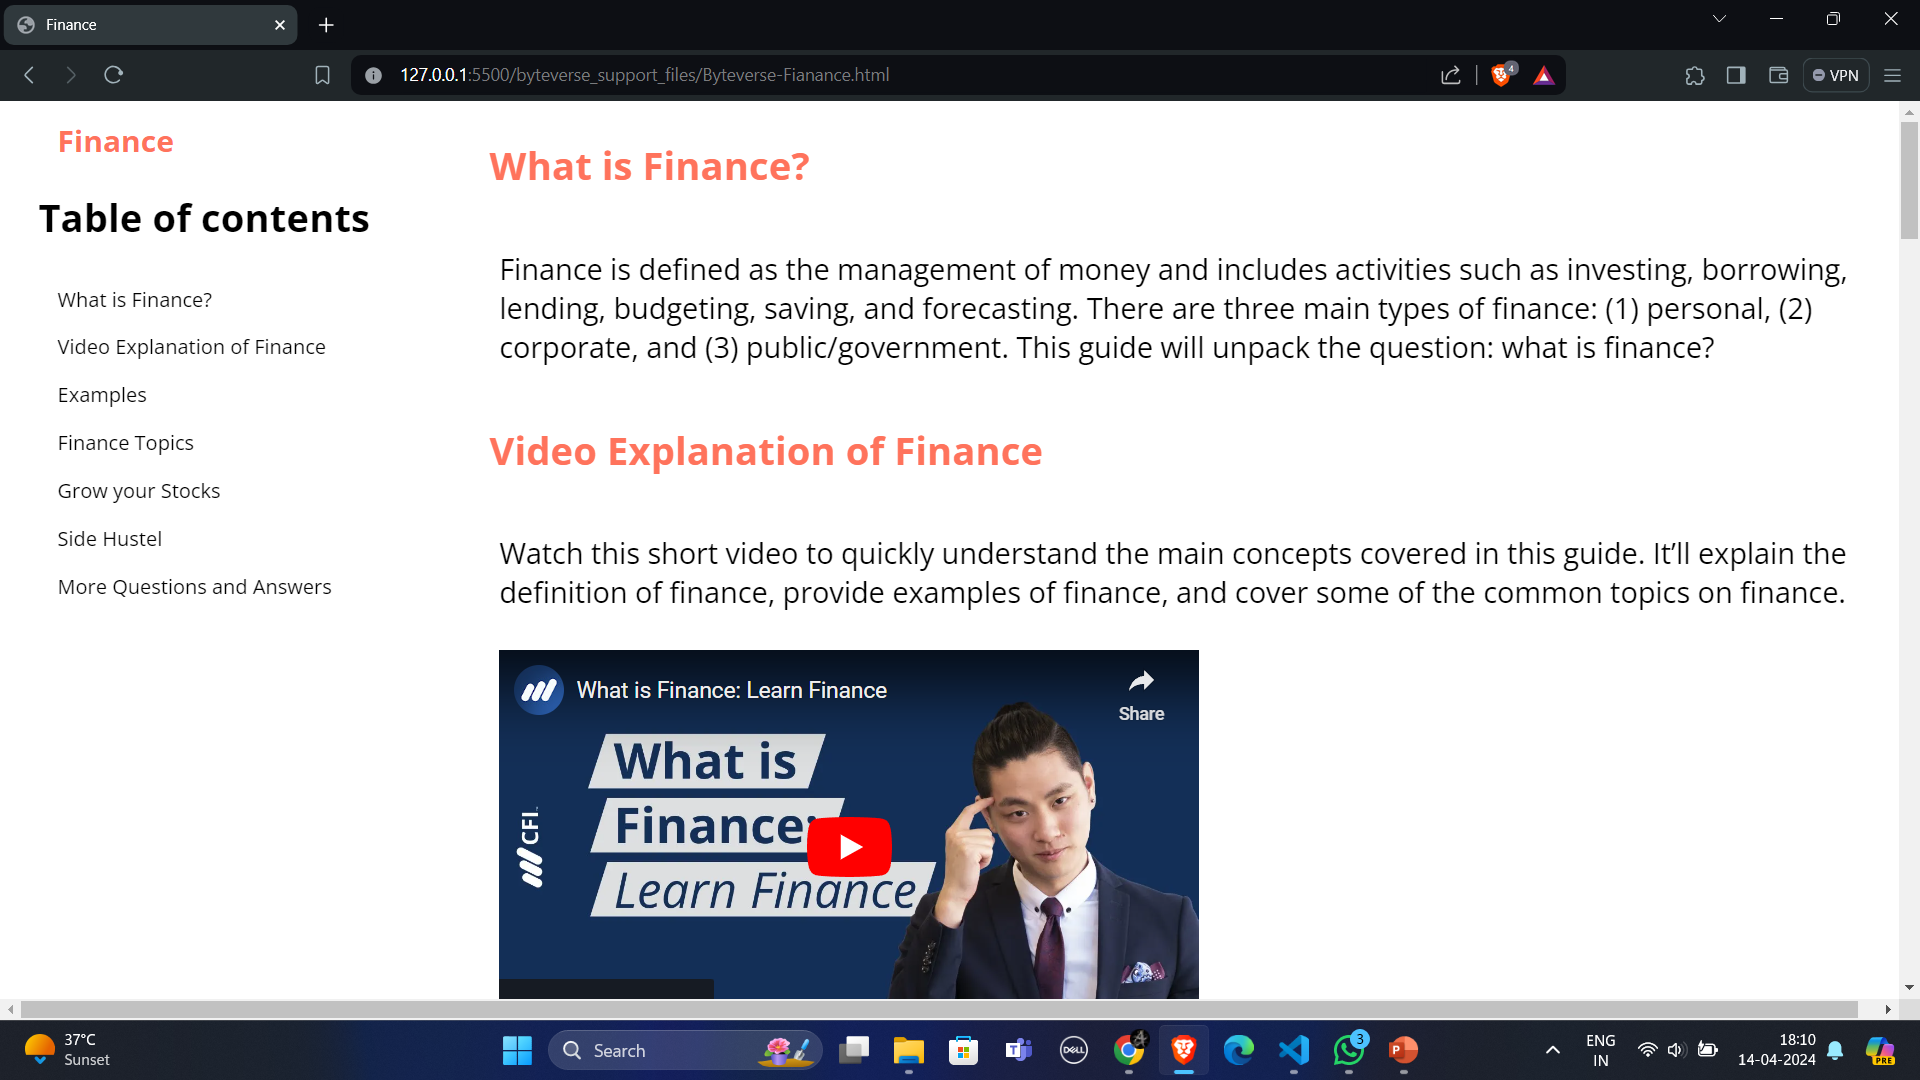 Finance
127.0.0.1:5500/byteverse_support_files/Byteverse-Fianance.html
4
VPN
Finance
Table of contents
What is Finance?
Video Explanation of Finance
Examples
Finance Topics
Grow your Stocks
Side Hustel
More Questions and Answers
What is Finance?
Finance is defined as the management of money and includes activities such as investing, borrowing,
lending, budgeting, saving, and forecasting. There are three main types of finance: (1) personal, (2)
corporate, and (3) public/government. This guide will unpack the question: what is finance?
Video Explanation of Finance
Watch this short video to quickly understand the main concepts covered in this guide. It’ll explain the
definition of finance, provide examples of finance, and cover some of the common topics on finance.
What is Finance: Learn Finance
Share
What is
Finance:
Learn Finance
CFI™
37°C
Sunset
Search
DELL
3
ENG
IN
18:10
14-04-2024
PRE